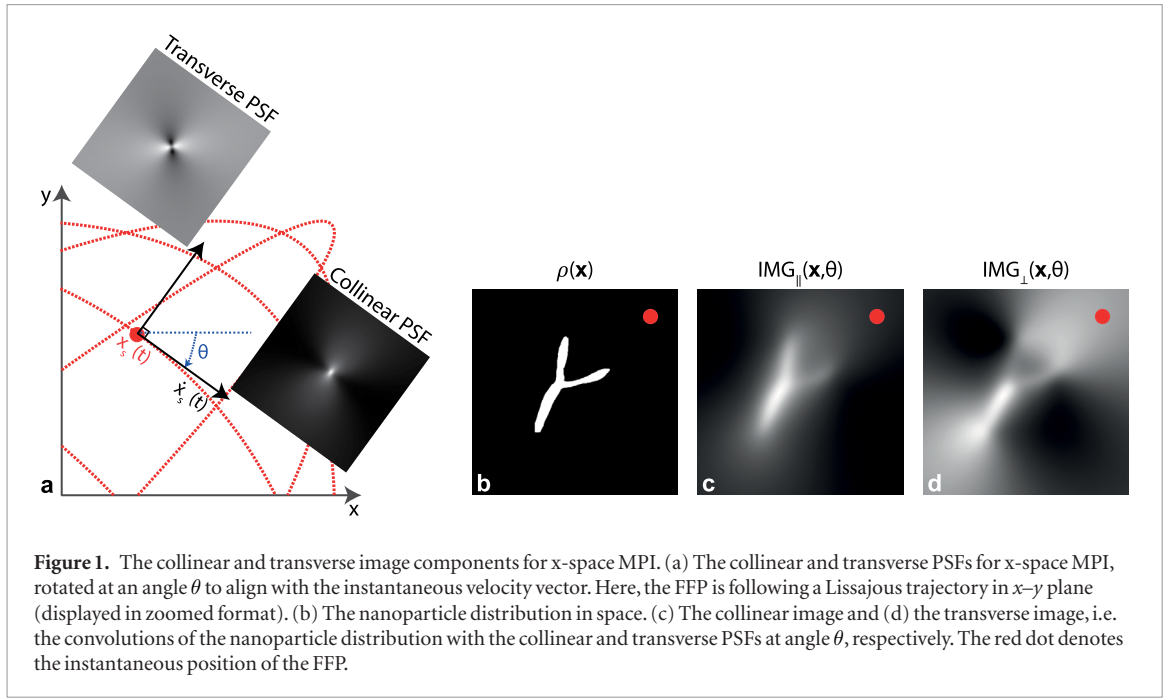 Transverse PSF
y
Collinear PSF
θ
xₛ(t)
ẋₛ(t)
a
x
ρ(x)
b
IMG∥(x,θ)
c
IMG⊥(x,θ)
d
Figure 1. The collinear and transverse image components for x-space MPI. (a) The collinear and transverse PSFs for x-space MPI,
rotated at an angle θ to align with the instantaneous velocity vector. Here, the FFP is following a Lissajous trajectory in x–y plane
(displayed in zoomed format). (b) The nanoparticle distribution in space. (c) The collinear image and (d) the transverse image, i.e.
the convolutions of the nanoparticle distribution with the collinear and transverse PSFs at angle θ, respectively. The red dot denotes
the instantaneous position of the FFP.